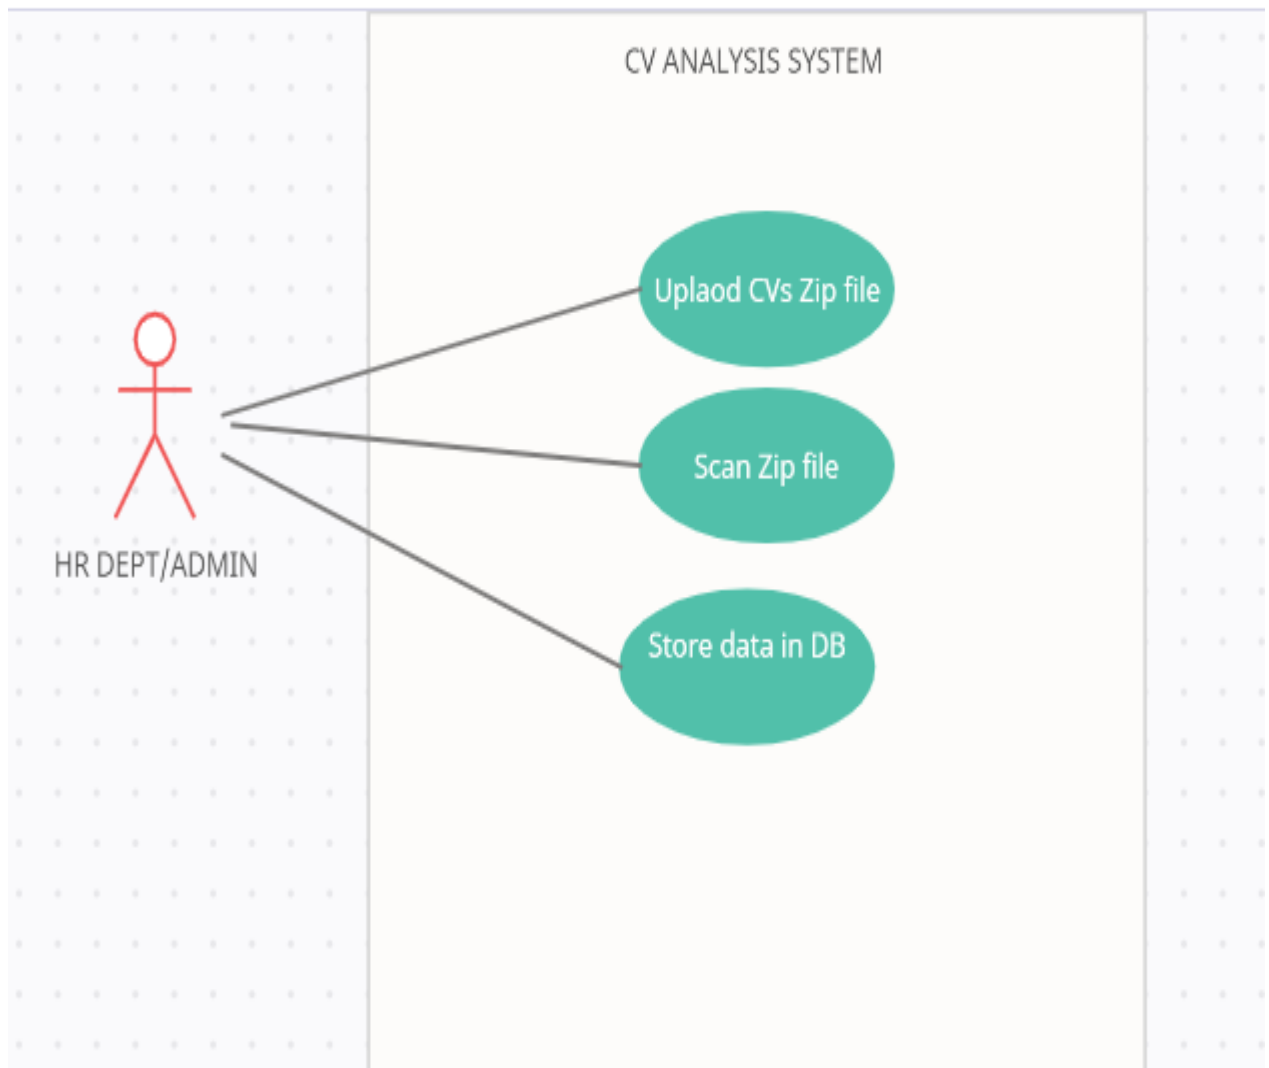 CV ANALYSIS SYSTEM
Uplaod CVs Zip file
Scan Zip file
HR DEPT/ADMIN
Store data in DB